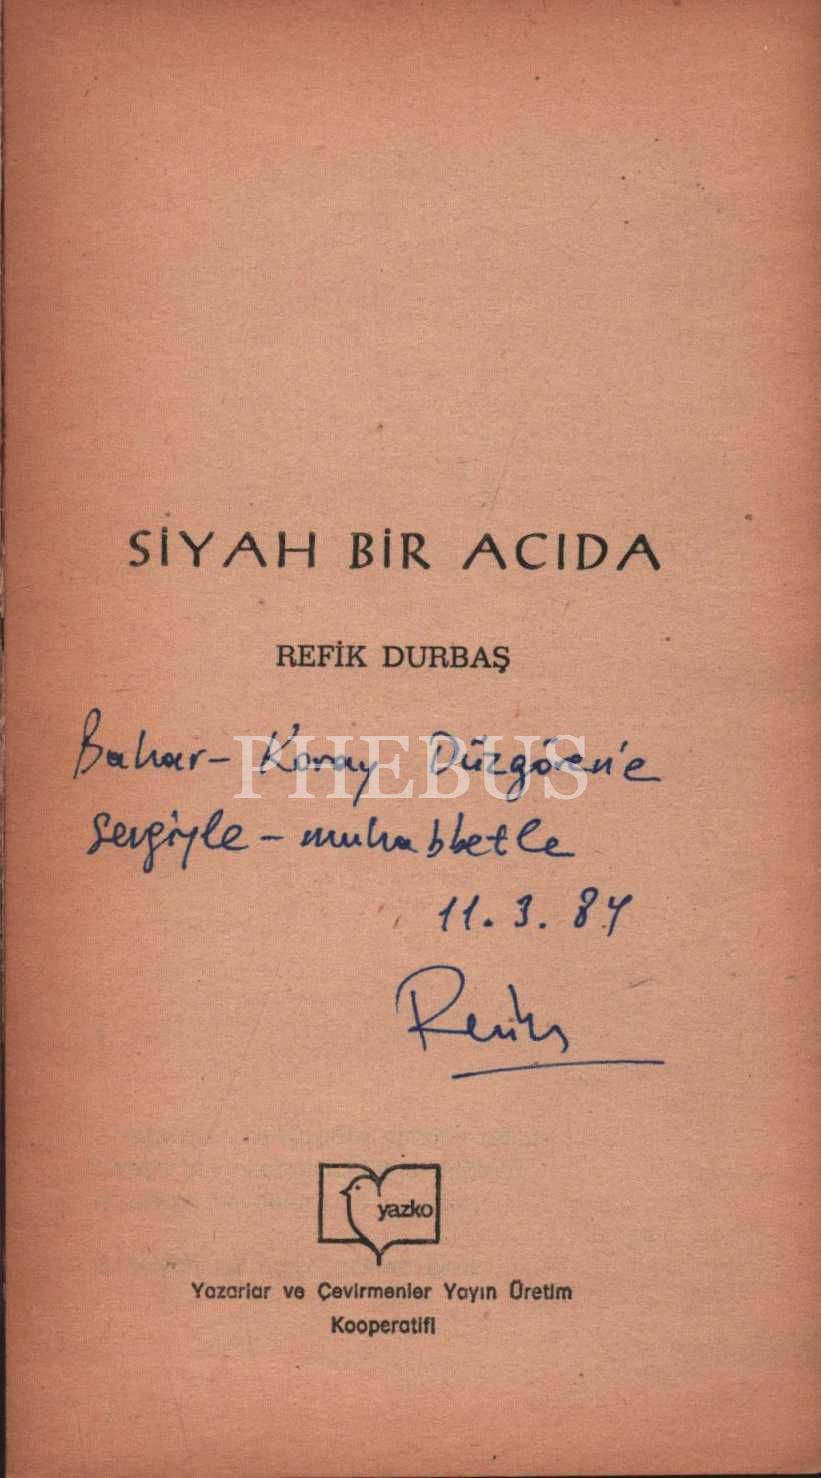 SİYAH BİR ACIDA
REFİK DURBAŞ
Bahar - Koray Düzgören'e
PHEBUS
sevgiyle - muhabbetle
11.3.84
Refik
yazko
Yazarlar ve Çevirmenler Yayın Üretim
Kooperatifi